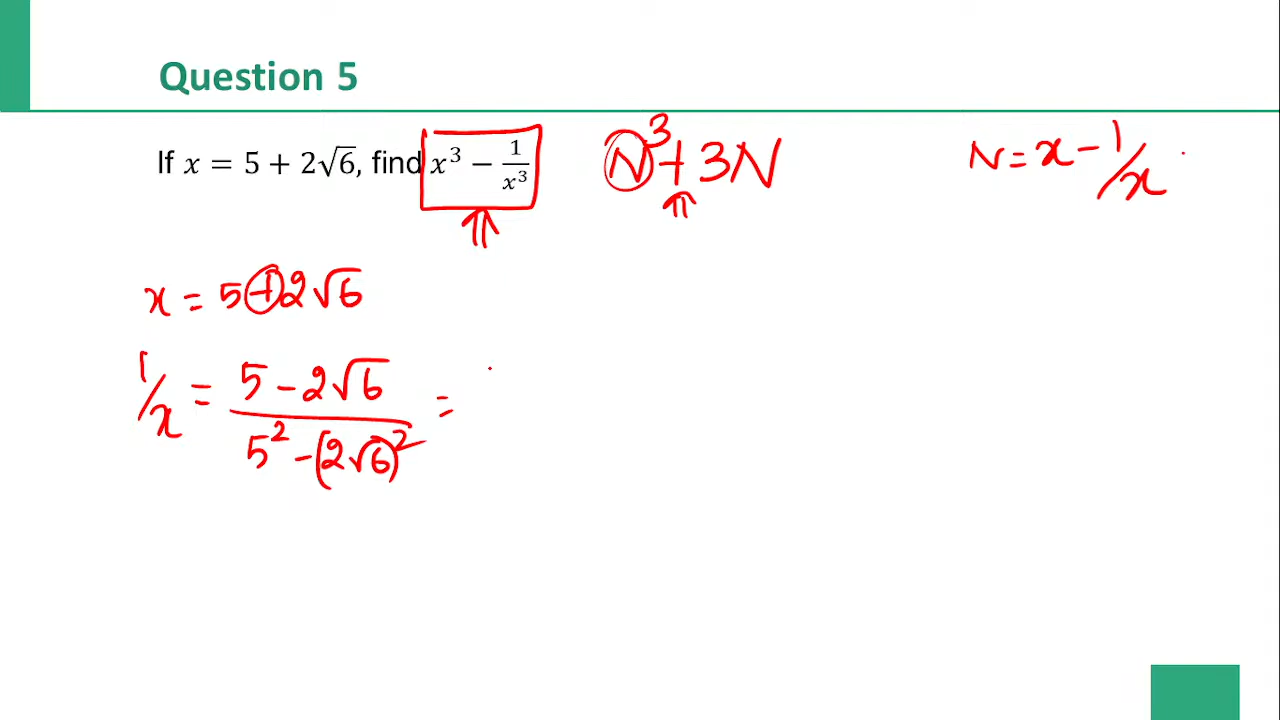 Question 5
If x = 5 + 2√6, find x³ − 1/x³
N³ + 3N
N = x − 1/x
x = 5 + 2√6
1/x = (5 − 2√6)/(5² − (2√6)²) =